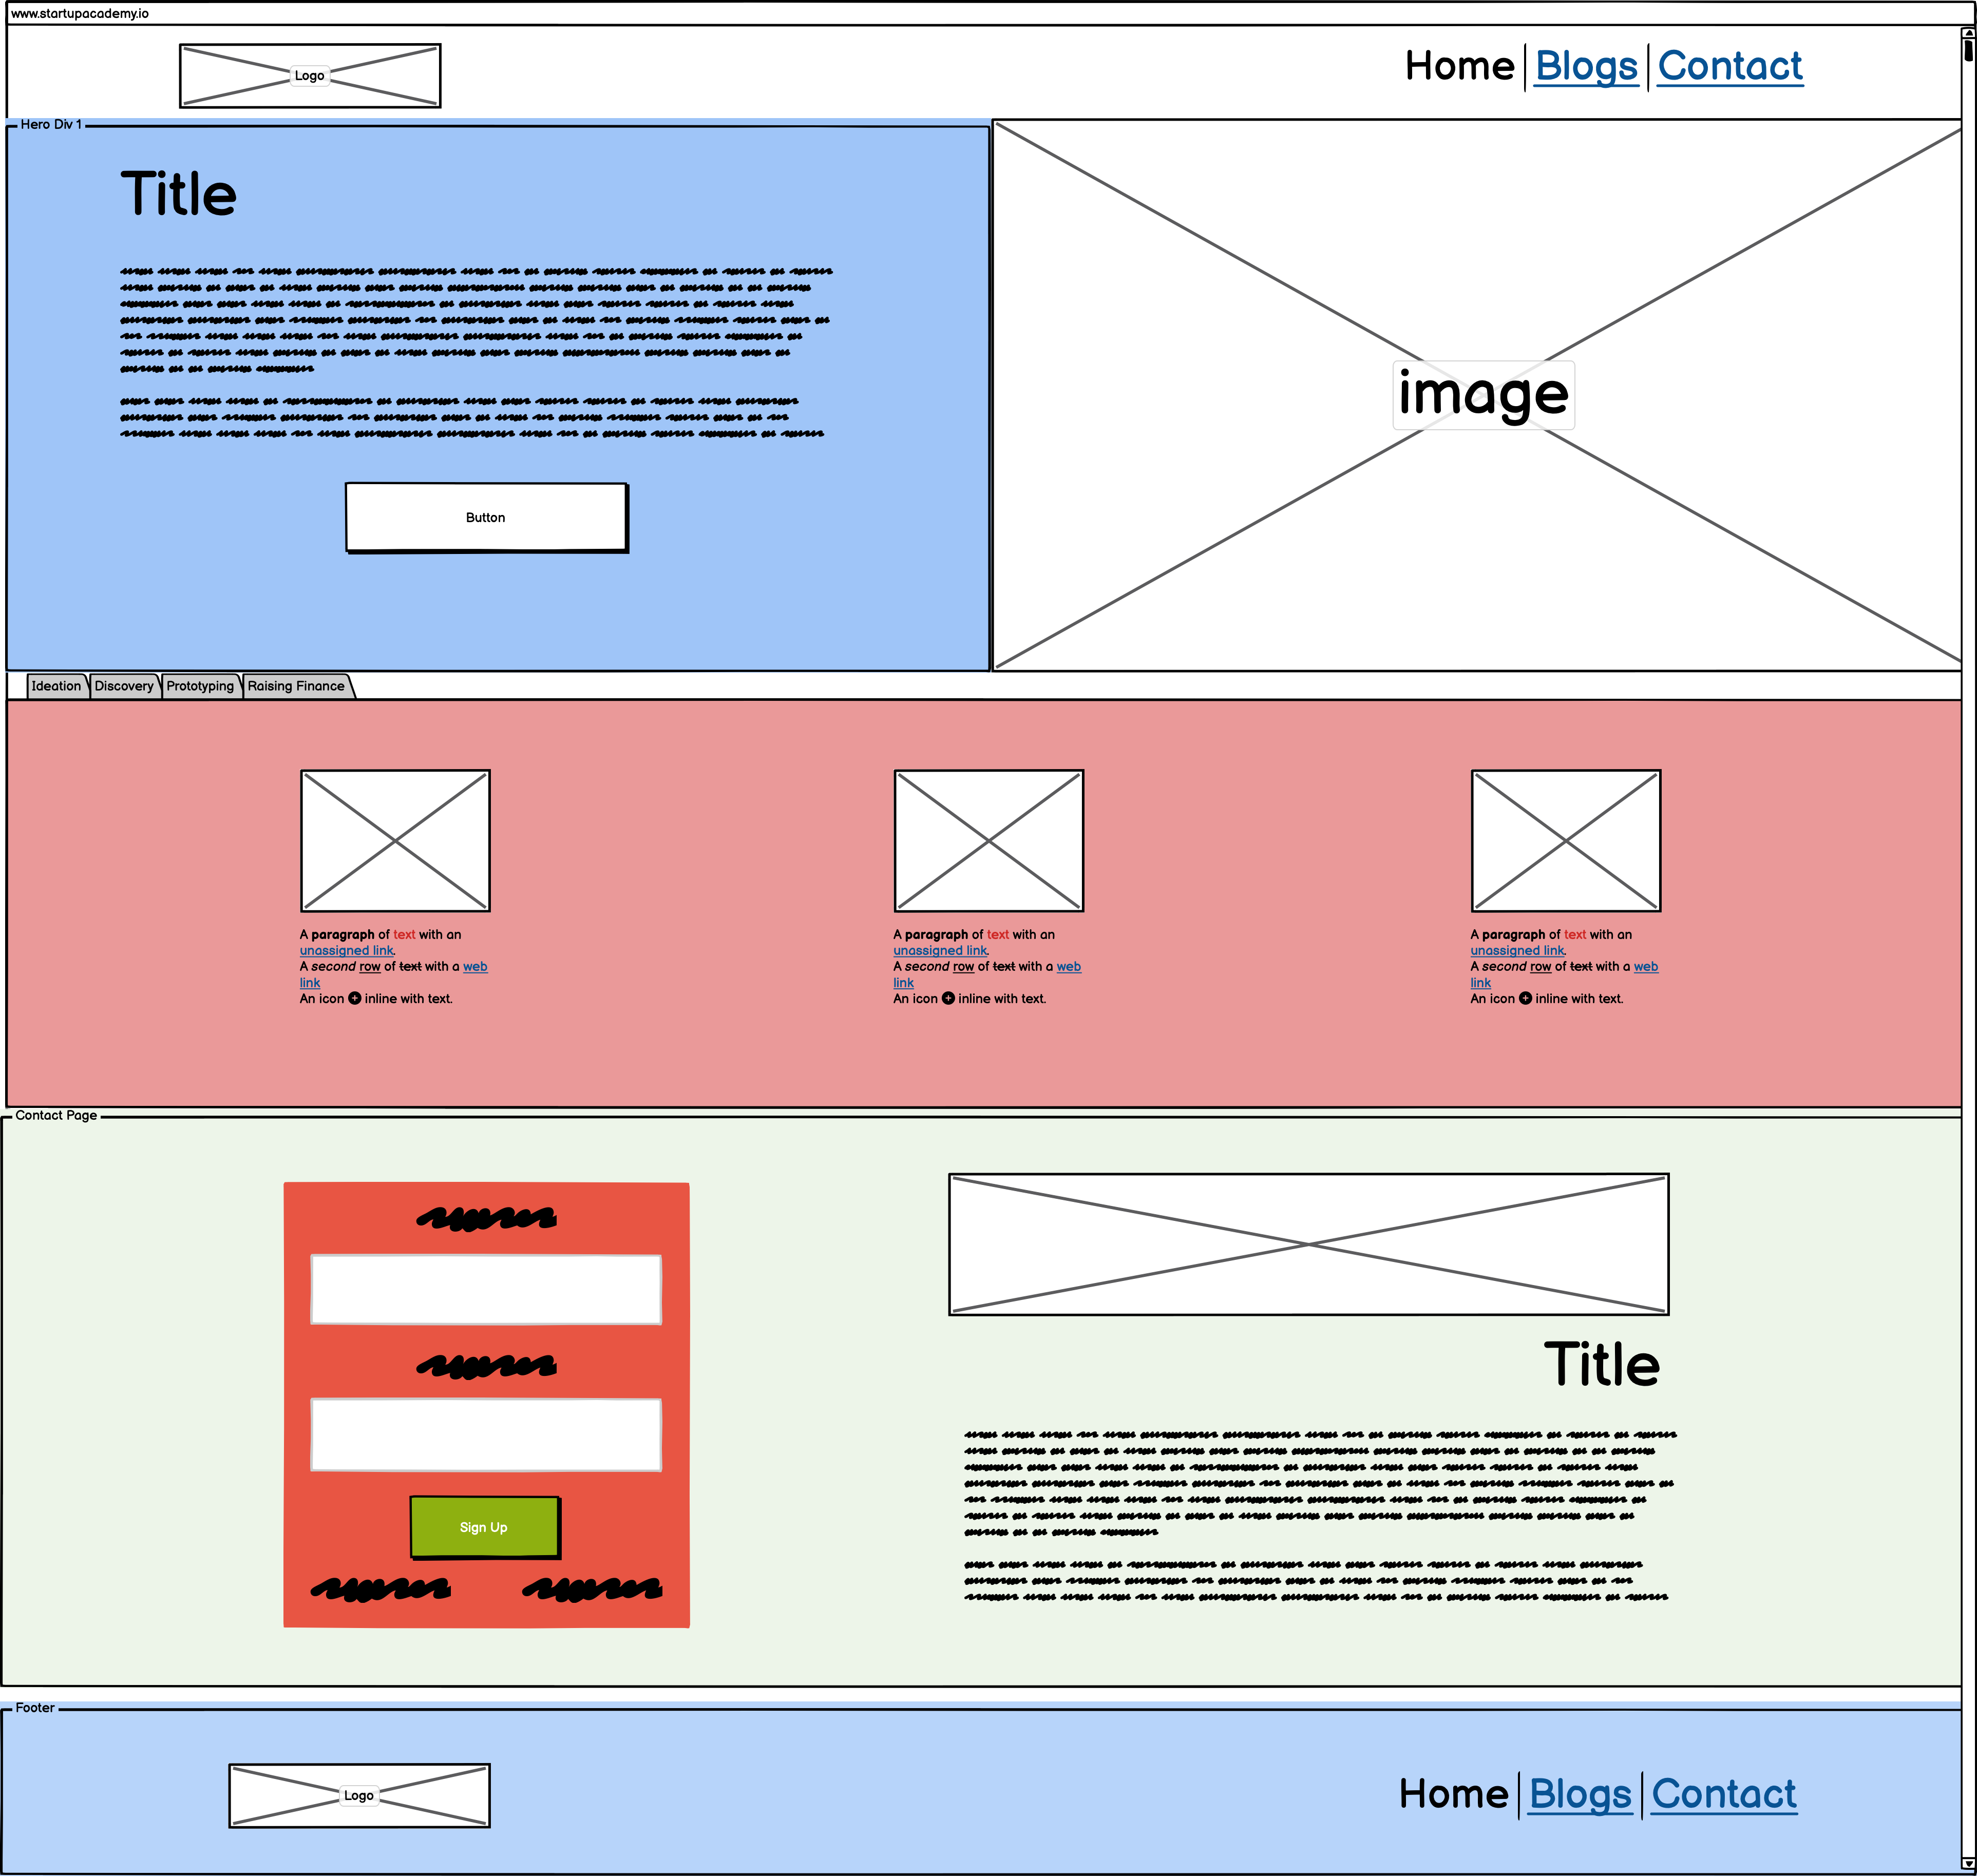 www.startupacademy.io
Logo
Home Blogs Contact
Hero Div 1
Title
image
Button
Ideation Discovery Prototyping Raising Finance
A paragraph of text with an
unassigned link.
A second row of text with a web
link
An icon inline with text.
A paragraph of text with an
unassigned link.
A second row of text with a web
link
An icon inline with text.
A paragraph of text with an
unassigned link.
A second row of text with a web
link
An icon inline with text.
Contact Page
Sign Up
Title
Footer
Logo
Home Blogs Contact